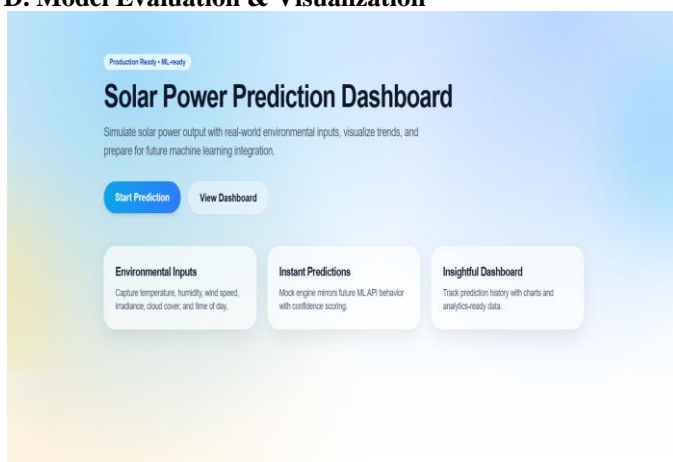 D. Model Evaluation & Visualization
Production Ready • ML-ready
Solar Power Prediction Dashboard
Simulate solar power output with real-world environmental inputs, visualize trends, and
prepare for future machine learning integration.
Start Prediction
View Dashboard
Environmental Inputs
Capture temperature, humidity, wind speed,
irradiance, cloud cover, and time of day.
Instant Predictions
Mock engine mirrors future ML API behavior
with confidence scoring.
Insightful Dashboard
Track prediction history with charts and
analytics-ready data.